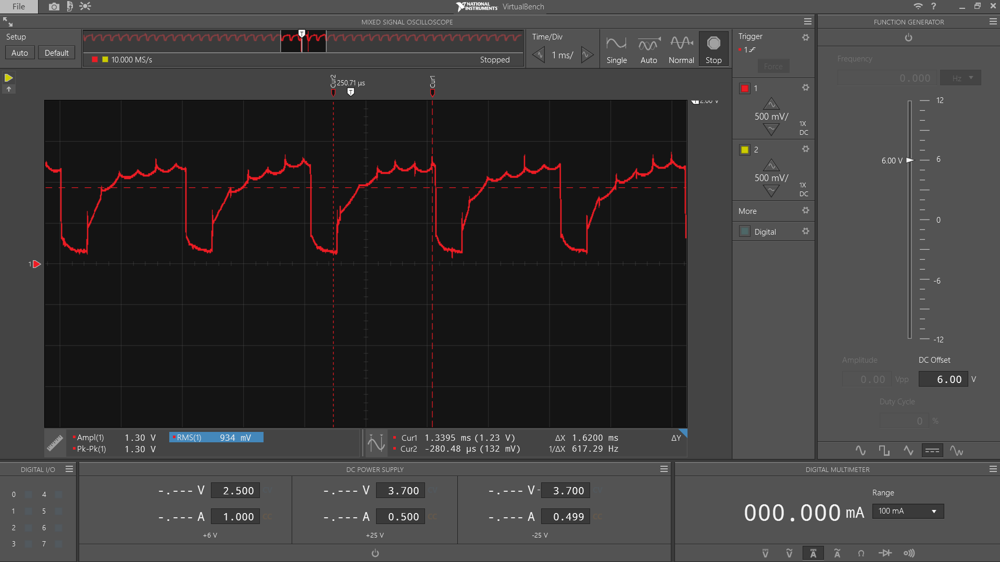 File
NATIONAL INSTRUMENTS VirtualBench
?
MIXED SIGNAL OSCILLOSCOPE
FUNCTION GENERATOR
Setup
Auto Default
T
10.000 MS/s
Stopped
Time/Div
1 ms/
Single Auto Normal Stop
Trigger
1
Force
Cur2 250.71 µs
T
Cur1
2.00 V
1
500 mV/
1X
DC
2
500 mV/
1X
DC
More
Digital
1
Frequency
0.000 Hz
12
6.00 V
6
0
-6
-12
Amplitude DC Offset
0.00 Vpp 6.00 V
Duty Cycle
0 %
Ampl(1) 1.30 V RMS(1) 934 mV
Pk-Pk(1) 1.30 V
Cur1 1.3395 ms (1.23 V) ΔX 1.6200 ms ΔY
Cur2 -280.48 µs (132 mV) 1/ΔX 617.29 Hz
DIGITAL I/O
0 4
1 5
2 6
3 7
DC POWER SUPPLY
-.--- V 2.500 CV
-.--- A 1.000 CC
+6 V
-.--- V 3.700 CV
-.--- A 0.500 CC
+25 V
-.--- V - 3.700 CV
-.--- A 0.499 CC
-25 V
DIGITAL MULTIMETER
000.000 mA
Range
100 mA
V V A A Ω